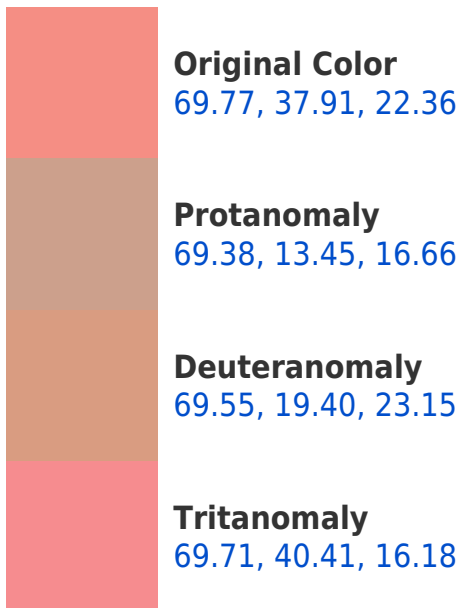 Original Color
69.77, 37.91, 22.36
Protanomaly
69.38, 13.45, 16.66
Deuteranomaly
69.55, 19.40, 23.15
Tritanomaly
69.71, 40.41, 16.18